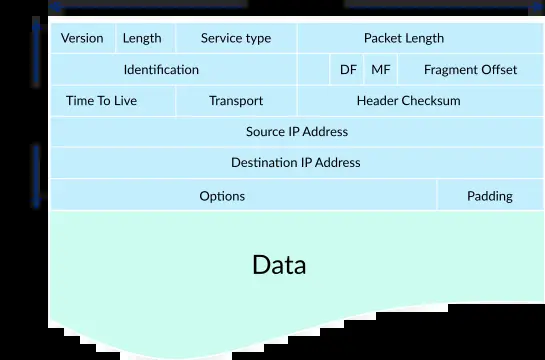 Version Length Service type Packet Length
Identification DF MF Fragment Offset
Time To Live Transport Header Checksum
Source IP Address
Destination IP Address
Options Padding
Data